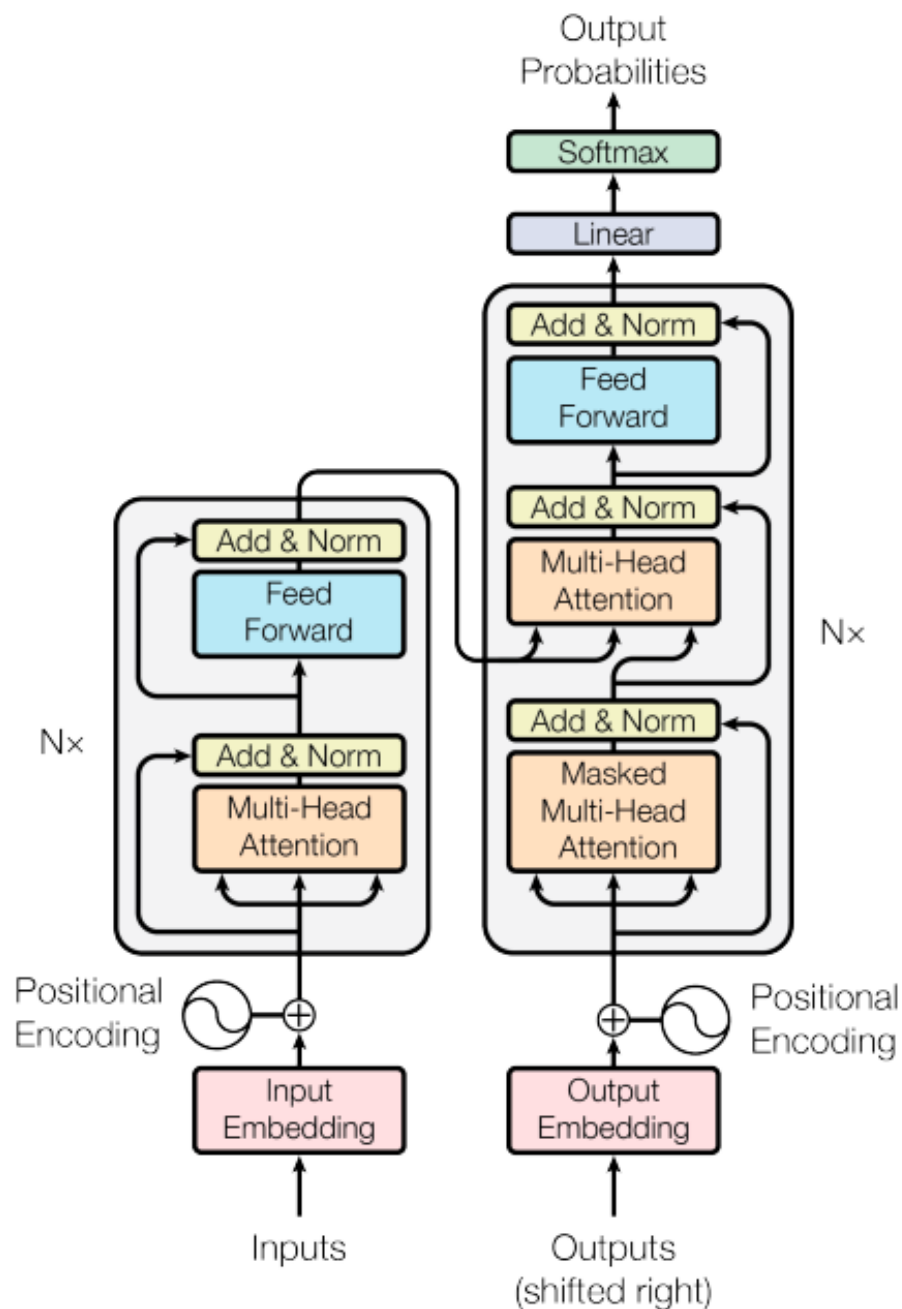 Output
Probabilities
Softmax
Linear
Add & Norm
Feed
Forward
Add & Norm
Multi-Head
Attention
Add & Norm
Masked
Multi-Head
Attention
N×
Add & Norm
Feed
Forward
Add & Norm
Multi-Head
Attention
N×
Positional
Encoding
Positional
Encoding
Input
Embedding
Output
Embedding
Inputs
Outputs
(shifted right)